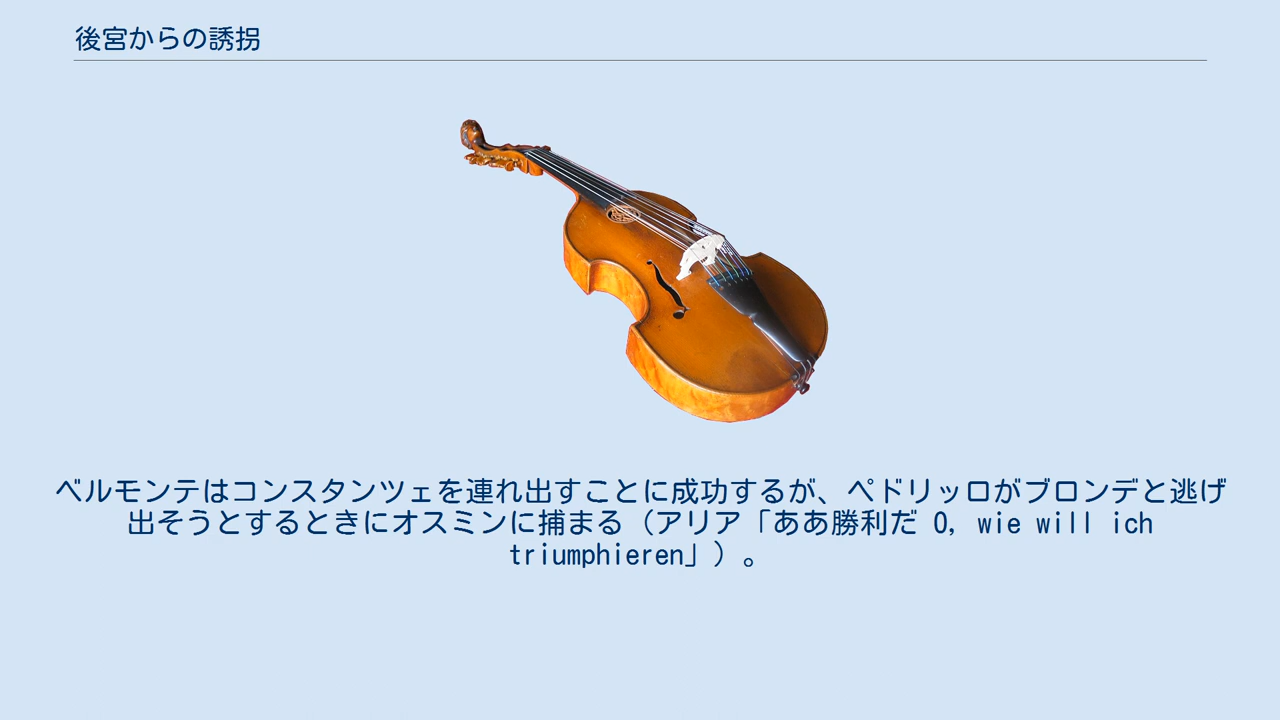 後宮からの誘拐
ベルモンテはコンスタンツェを連れ出すことに成功するが、ペドリッロがブロンデと逃げ
出そうとするときにオスミンに捕まる（アリア「ああ勝利だ O, wie will ich
triumphieren」）。